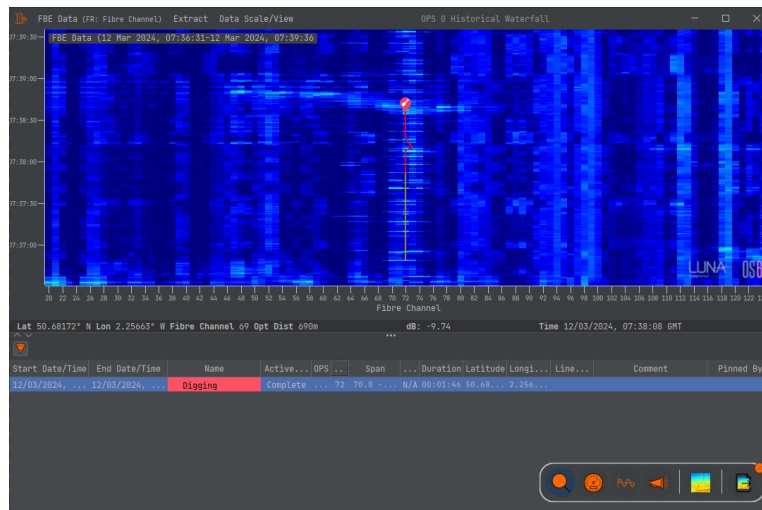 FBE Data (FR: Fibre Channel) Extract Data Scale/View OPS 0 Historical Waterfall
07:39:30
FBE Data (12 Mar 2024, 07:36:31-12 Mar 2024, 07:39:36
07:39:00
07:38:30
07:38:00
07:37:30
07:37:00
LUNA OS6
20 22 24 26 28 30 32 34 36 38 40 42 44 46 48 50 52 54 56 58 60 62 64 66 68 70 72 74 76 78 80 82 84 86 88 90 92 94 96 98 100 102 104 106 108 110 112 114 116 118 120 122
Fibre Channel
Lat 50.68172° N Lon 2.25663° W Fibre Channel 69 Opt Dist 690m dB: -9.74 Time 12/03/2024, 07:38:08 GMT
Start Date/Time End Date/Time Name Active... OPS .. Span ... Duration Latitude Longi... Line... Comment Pinned By
12/03/2024, ... 12/03/2024, ... Digging Complete ... 72 70.0 -... N/A 00:01:46 50.68... 2.256...